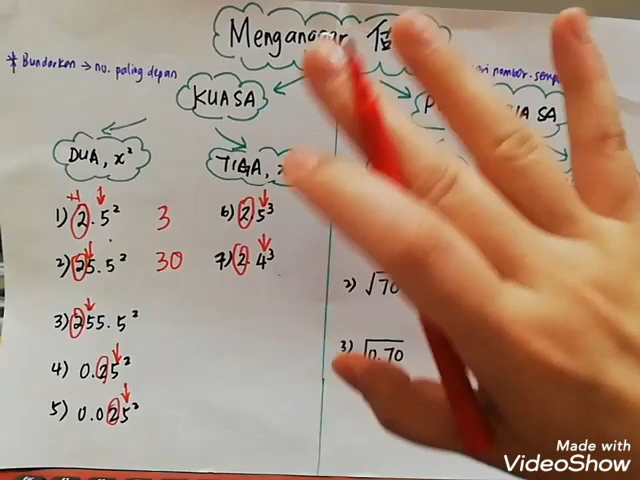 Menganggar
* Bundarkan → no. paling depan
KUASA
DUA, x²
TIGA,
1) 2.5² 3
2) 25.5² 30
3) 255.5²
4) 0.25²
5) 0.025²
6) 2.5³
7) 2.4³
2) √70
3) √0.70
Made with
VideoShow